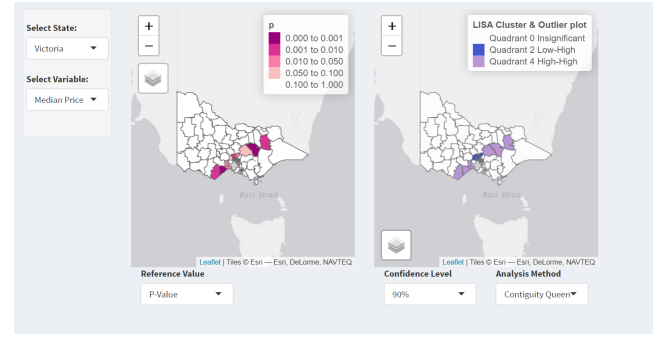 Select State:
Victoria
Select Variable:
Median Price
+
−
p
0.000 to 0.001
0.001 to 0.010
0.010 to 0.050
0.050 to 0.100
0.100 to 1.000
Bass Strait
Leaflet | Tiles © Esri — Esri, DeLorme, NAVTEQ
Reference Value
P-Value
+
−
LISA Cluster & Outlier plot
Quadrant 0 Insignificant
Quadrant 2 Low-High
Quadrant 4 High-High
Bass Strait
Leaflet | Tiles © Esri — Esri, DeLorme, NAVTEQ
Confidence Level
90%
Analysis Method
Contiguity Queen